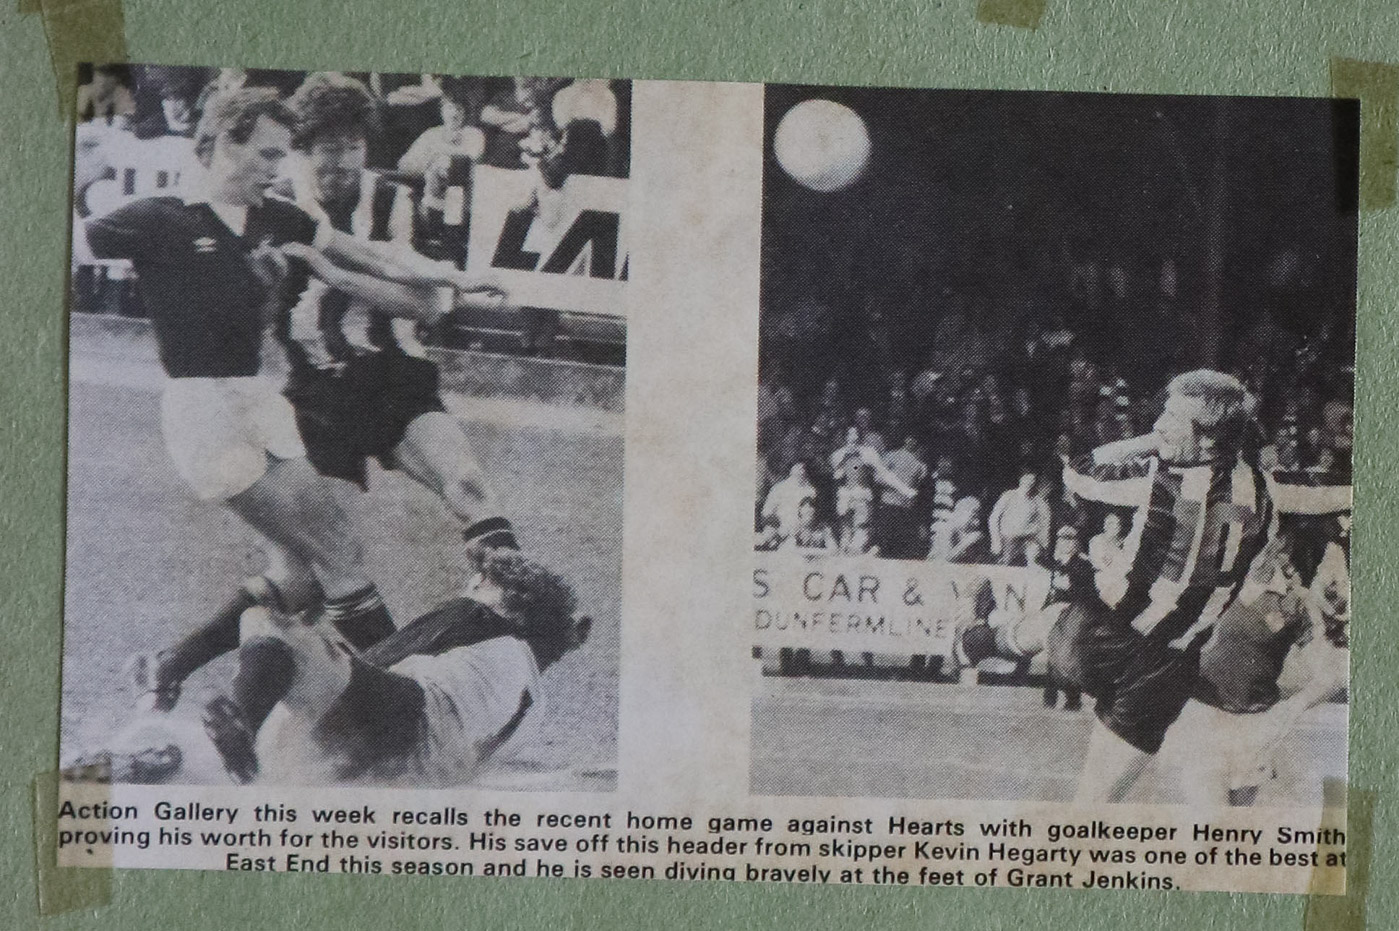 LA
S CAR & VAN
DUNFERMLINE
Action Gallery this week recalls the recent home game against Hearts with goalkeeper Henry Smith
proving his worth for the visitors. His save off this header from skipper Kevin Hegarty was one of the best at
East End this season and he is seen diving bravely at the feet of Grant Jenkins.